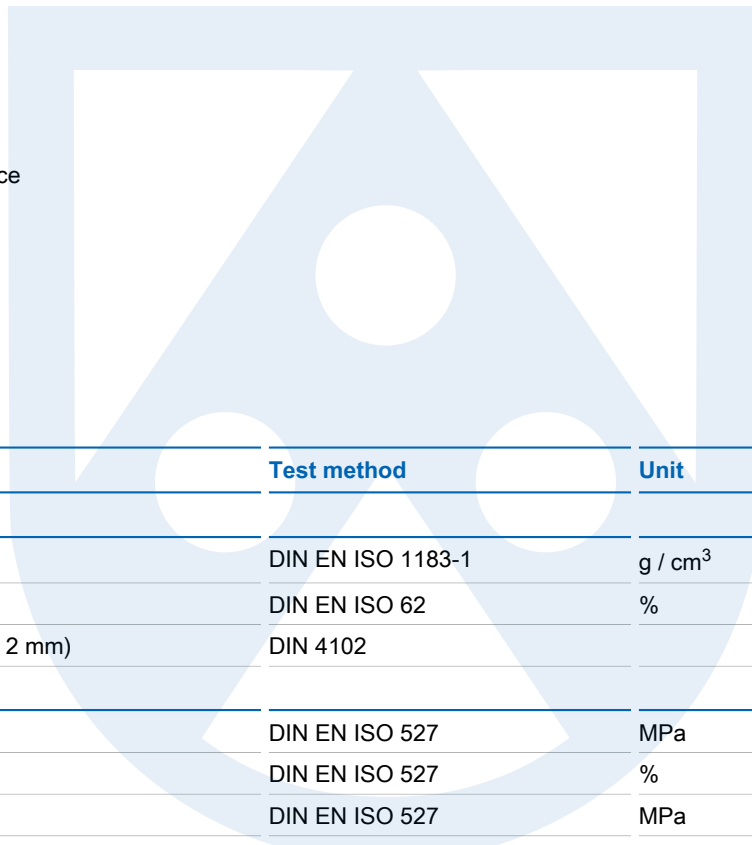 ce
Test method Unit
DIN EN ISO 1183-1 g / cm³
DIN EN ISO 62 %
2 mm) DIN 4102
DIN EN ISO 527 MPa
DIN EN ISO 527 %
DIN EN ISO 527 MPa